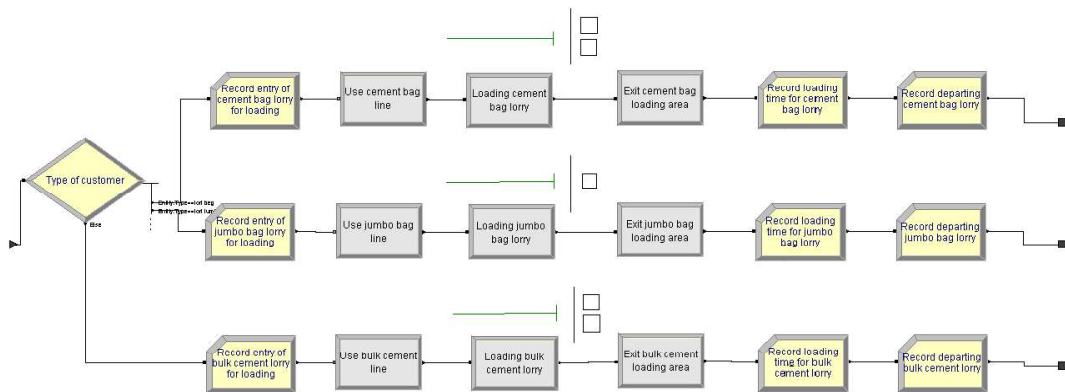 Record entry of
cement bag lorry
for loading
Use cement bag
line
Loading cement
bag lorry
Exit cement bag
loading area
Record loading
time for cement
bag lorry
Record departing
cement bag lorry
Type of customer
Else
Record entry of
jumbo bag lorry
for loading
Use jumbo bag
line
Loading jumbo
bag lorry
Exit jumbo bag
loading area
Record loading
time for jumbo
bag lorry
Record departing
jumbo bag lorry
Record entry of
bulk cement lorry
for loading
Use bulk cement
line
Loading bulk
cement lorry
Exit bulk cement
loading area
Record loading
time for bulk
cement lorry
Record departing
bulk cement lorry